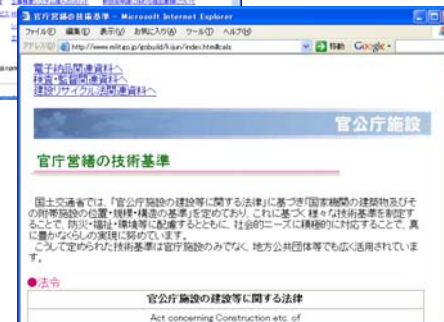 官庁営繕の技術基準 - Microsoft Internet Explorer
ファイル(F) 編集(E) 表示(V) お気に入り(A) ツール(T) ヘルプ(H)
アドレス(D) http://www.mlit.go.jp/gobuild/kijun/index.htm#cals 移動 Google
電子納品関連資料へ
検査・監督関連資料へ
建設リサイクル法関連資料へ
官公庁施設
官庁営繕の技術基準
国土交通省では、「官公庁施設の建設等に関する法律」に基づき「国家機関の建築物及びそ
の附帯施設の位置・規模・構造の基準」を定めており、これに基づく様々な技術基準を制定す
ることで、防災・福祉・環境等に配慮するとともに、社会的ニーズに積極的に対応することで、真
に豊かなくらしの実現に努めています。
こうして定められた技術基準は官庁施設のみでなく、地方公共団体等でも広く活用されていま
す。
●法令
官公庁施設の建設等に関する法律
Act concerning Construction etc. of